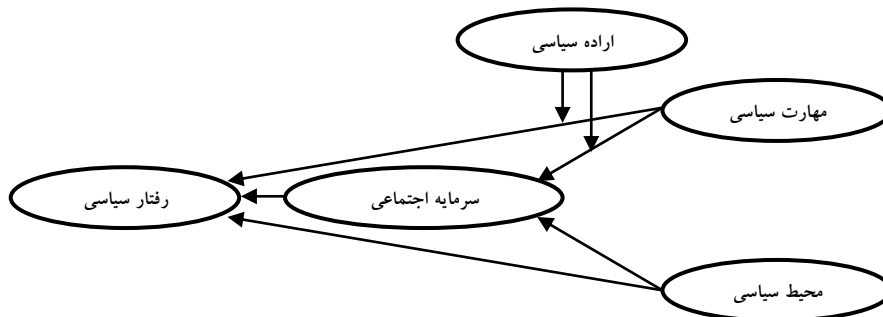 اراده سیاسی
مهارت سیاسی
سرمایه اجتماعی
رفتار سیاسی
محیط سیاسی